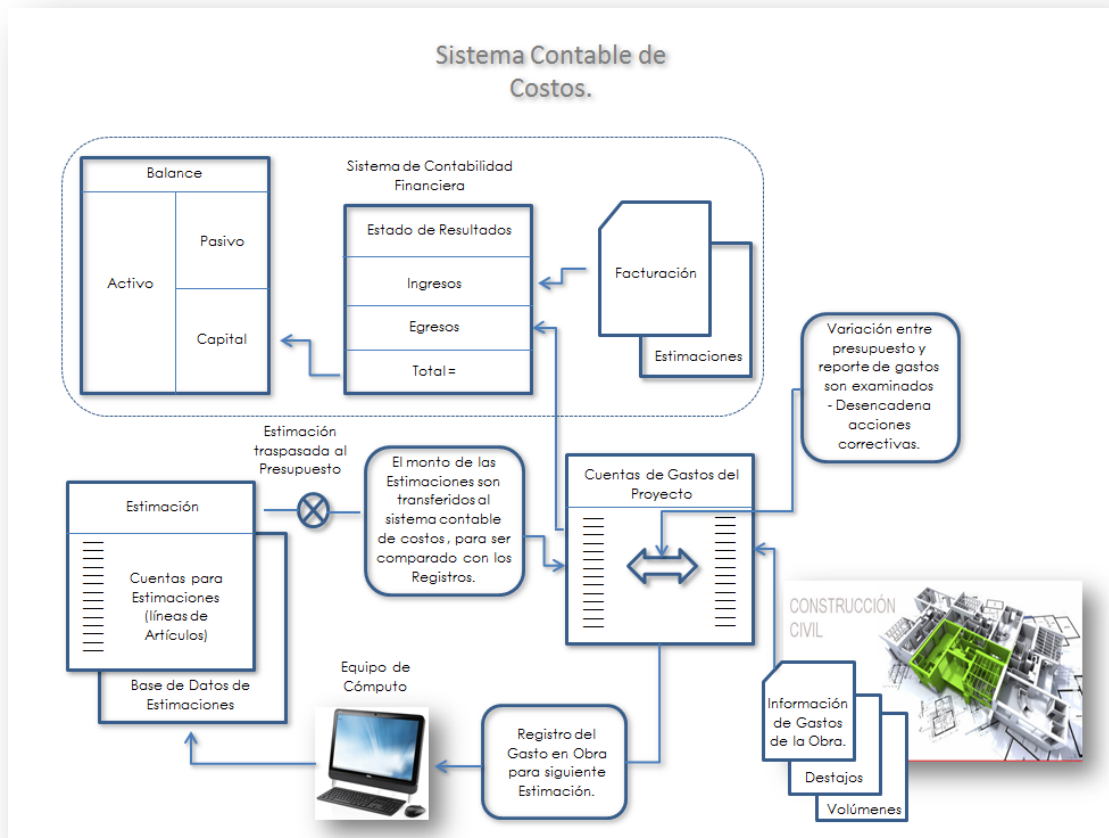 Sistema Contable de
Costos.
Balance
Activo
Pasivo
Capital
Sistema de Contabilidad
Financiera
Estado de Resultados
Ingresos
Egresos
Total =
Facturación
Estimaciones
Variación entre
presupuesto y
reporte de gastos
son examinados
- Desencadena
acciones
correctivas.
Estimación
traspasada al
Presupuesto
El monto de las
Estimaciones son
transferidos al
sistema contable
de costos, para ser
comparado con los
Registros.
Cuentas de Gastos del
Proyecto
Estimación
Cuentas para
Estimaciones
(líneas de
Artículos)
Base de Datos de
Estimaciones
Equipo de
Cómputo
Registro del
Gasto en Obra
para siguiente
Estimación.
CONSTRUCCIÓN
CIVIL
Información
de Gastos
de la Obra.
Destajos
Volúmenes